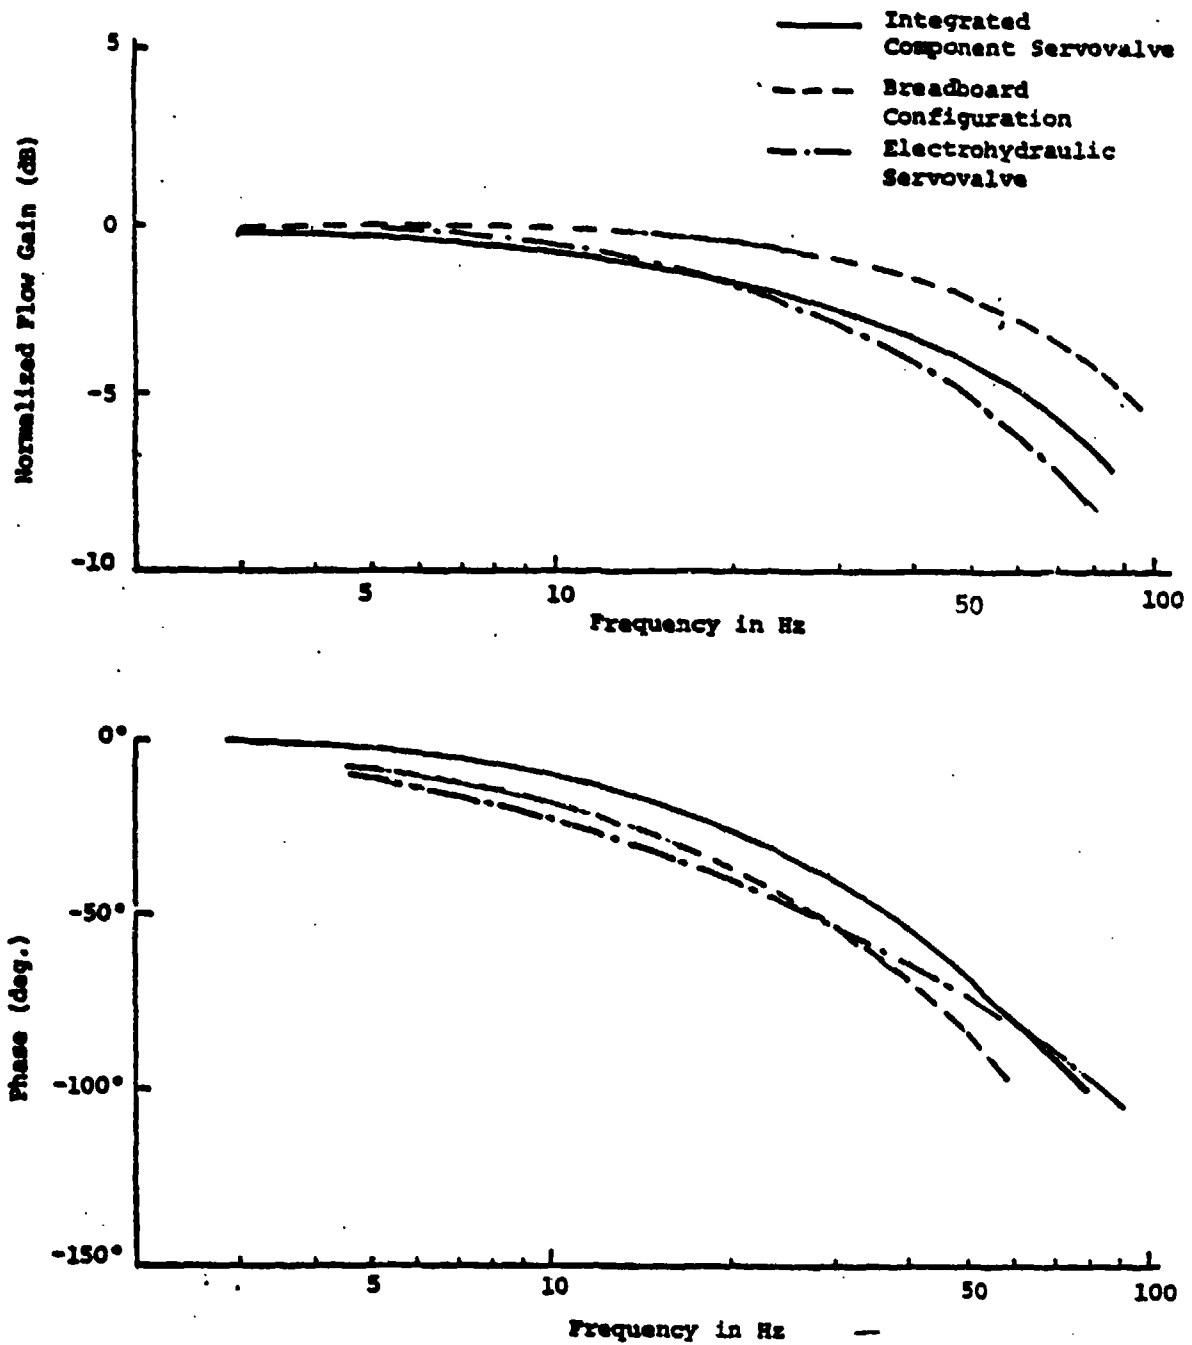 Integrated
Component Servovalve
Breadboard
Configuration
Electrohydraulic
Servovalve
Normalized Flow Gain (dB)
5
0
-5
-10
5
10
50
100
Frequency in Hz
Phase (deg.)
0°
-50°
-100°
-150°
5
10
50
100
Frequency in Hz